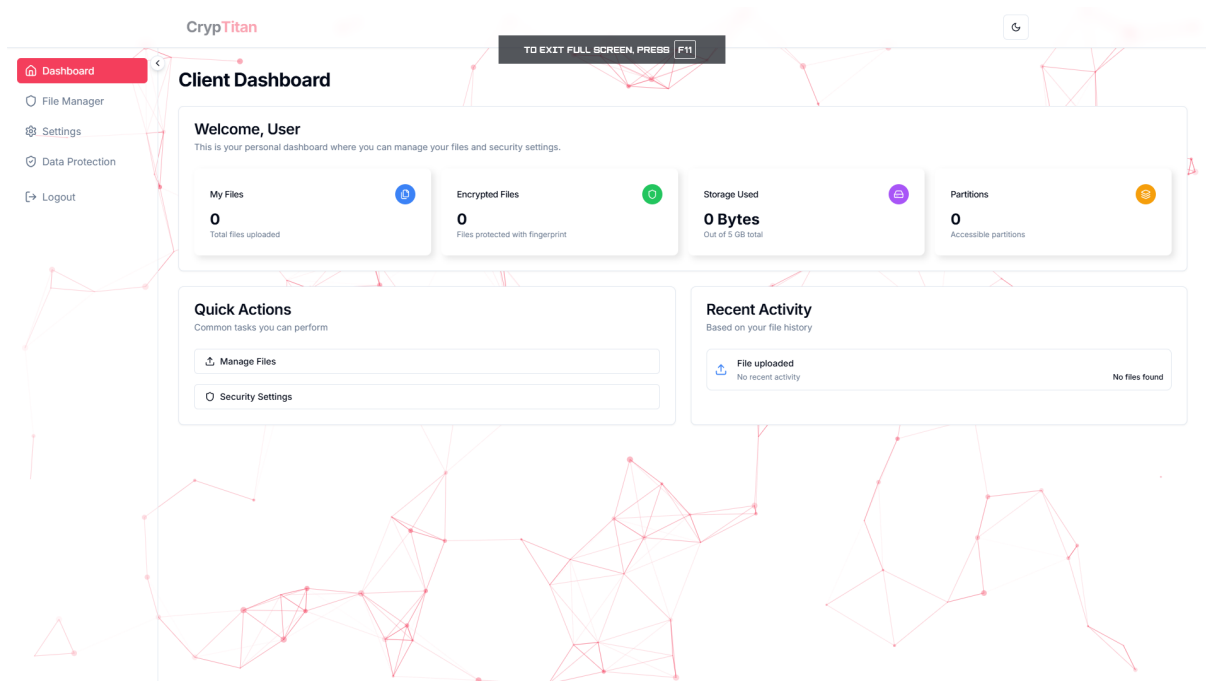 CrypTitan
TO EXIT FULL SCREEN, PRESS F11
Dashboard
File Manager
Settings
Data Protection
Logout
Client Dashboard
Welcome, User
This is your personal dashboard where you can manage your files and security settings.
My Files
0
Total files uploaded
Encrypted Files
0
Files protected with fingerprint
Storage Used
0 Bytes
Out of 5 GB total
Partitions
0
Accessible partitions
Quick Actions
Common tasks you can perform
Manage Files
Security Settings
Recent Activity
Based on your file history
File uploaded
No recent activity
No files found